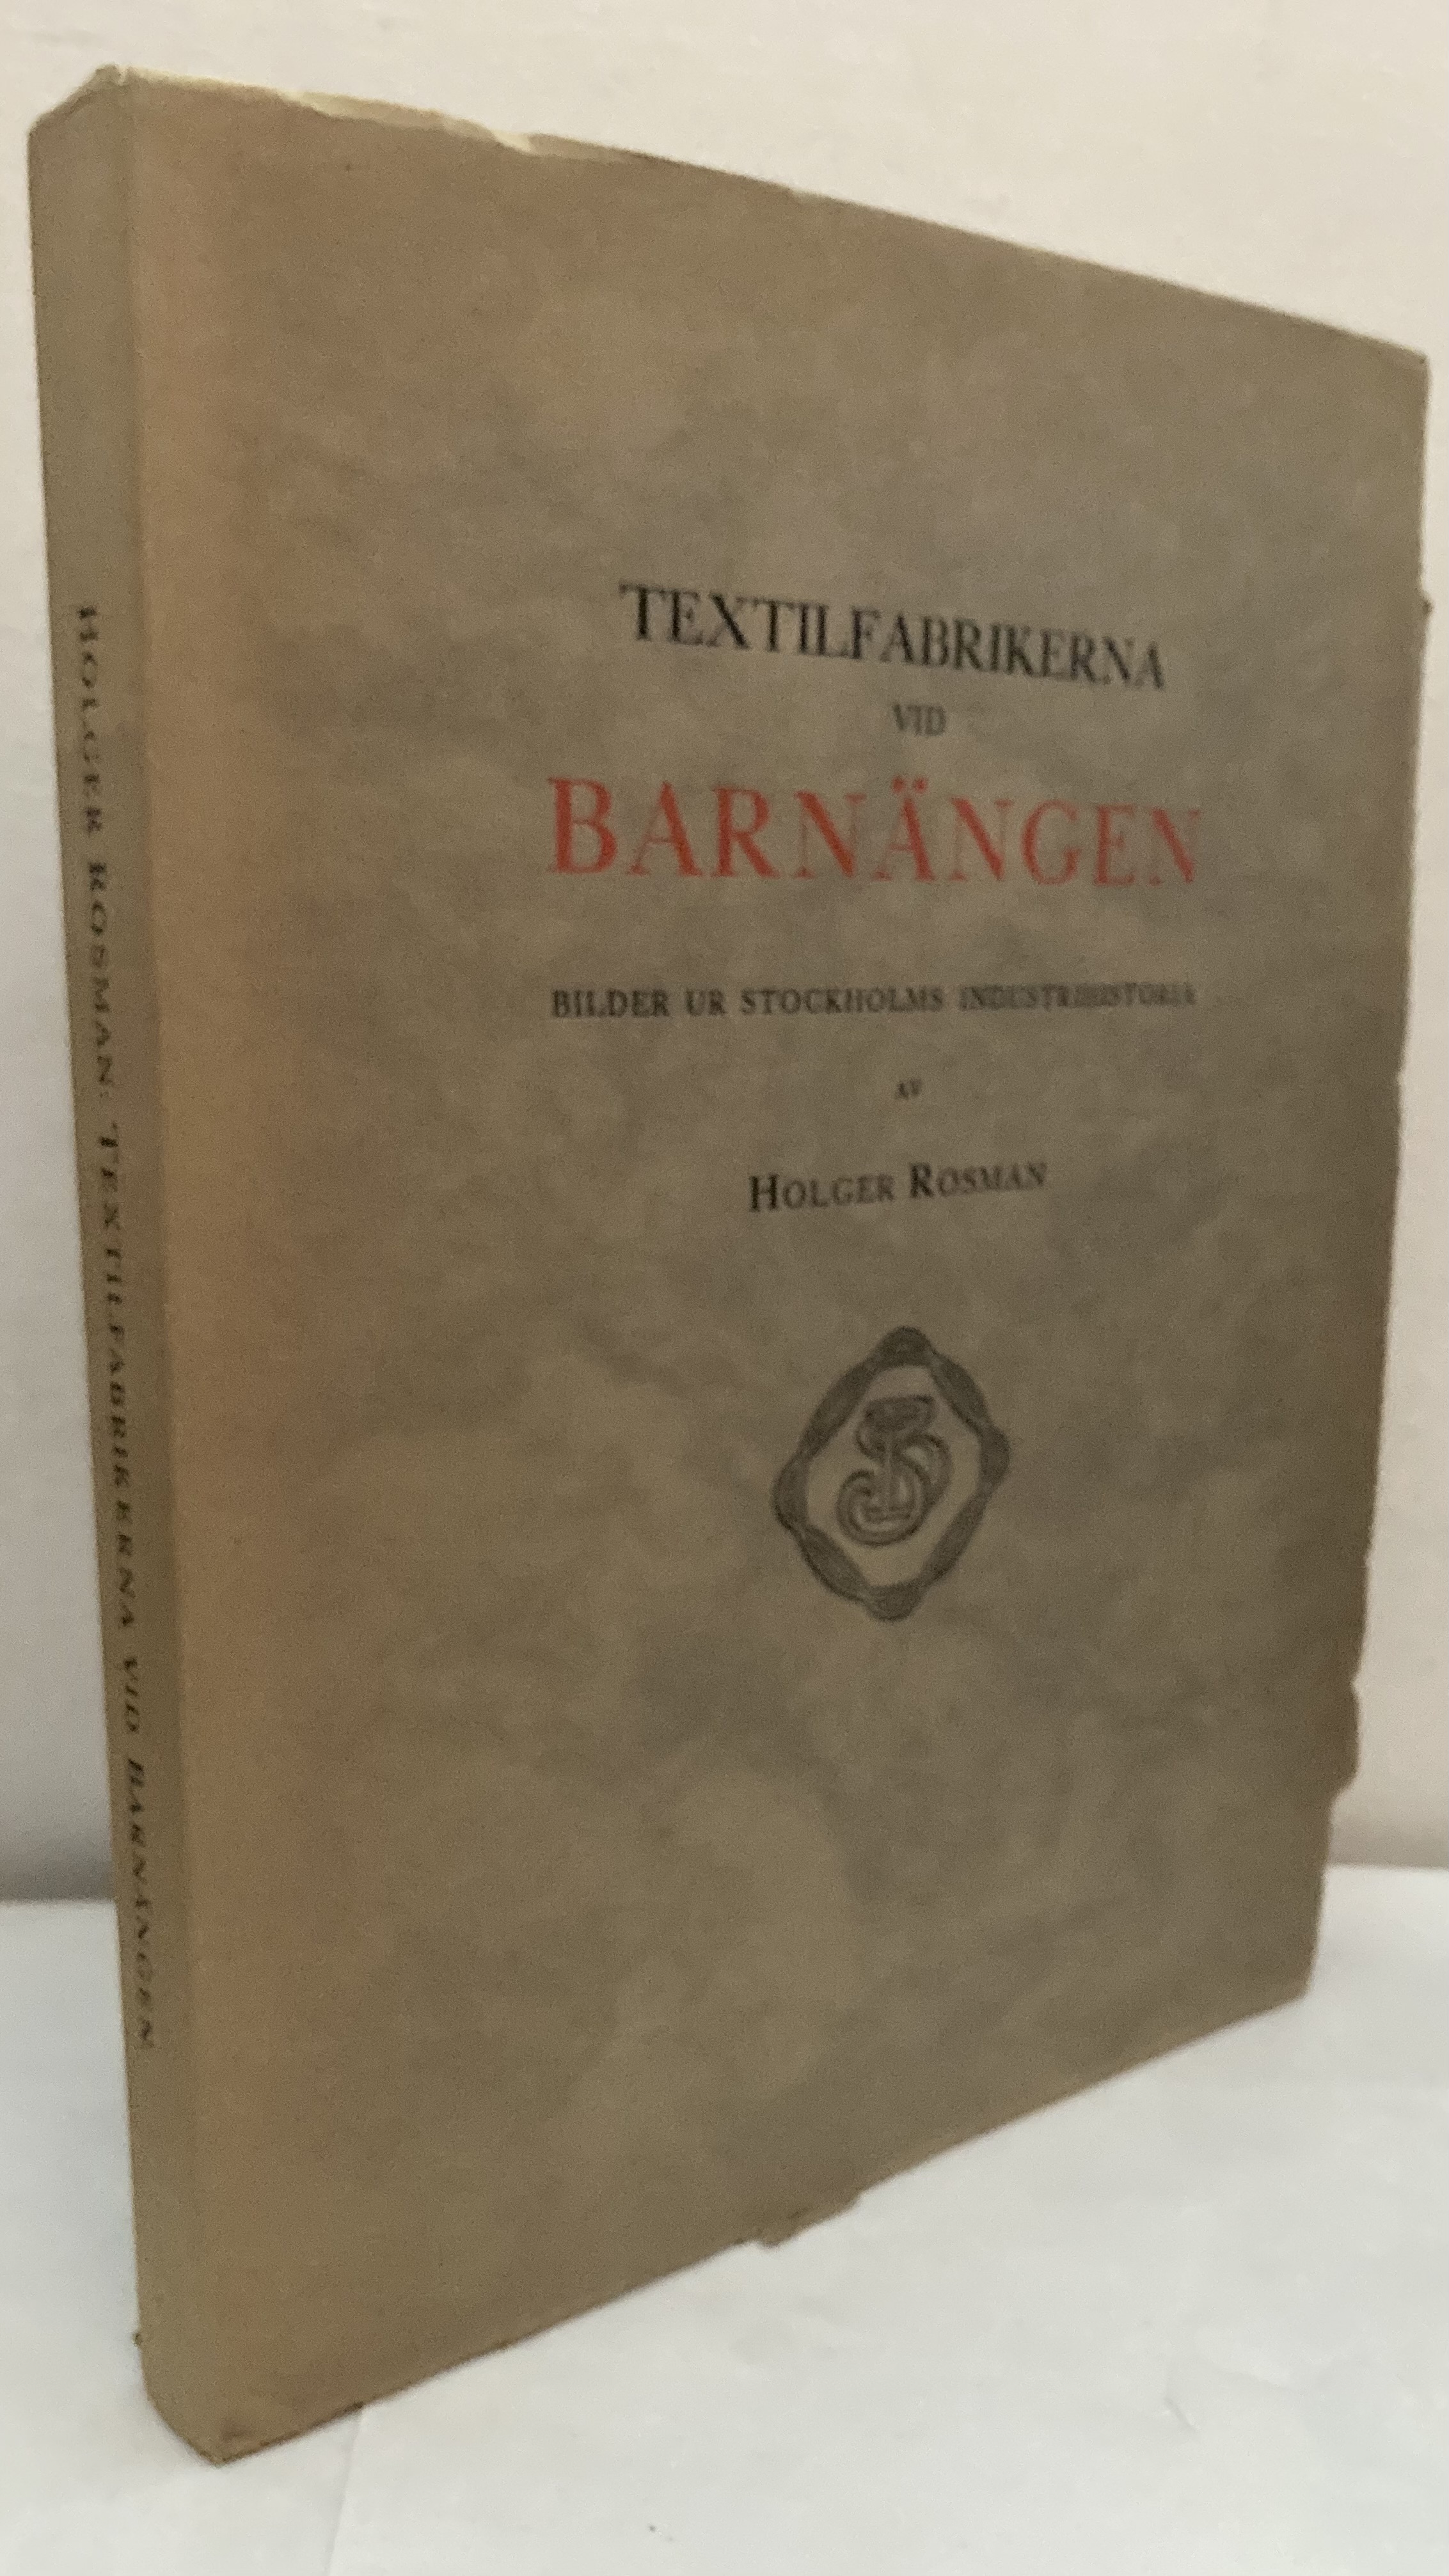 HOLGER ROSMAN: TEXTILFABRIKERNA VID BARNÄNGEN
TEXTILFABRIKERNA
VID
BARNÄNGEN
BILDER UR STOCKHOLMS INDUSTRIHISTORIA
AV
HOLGER ROSMAN